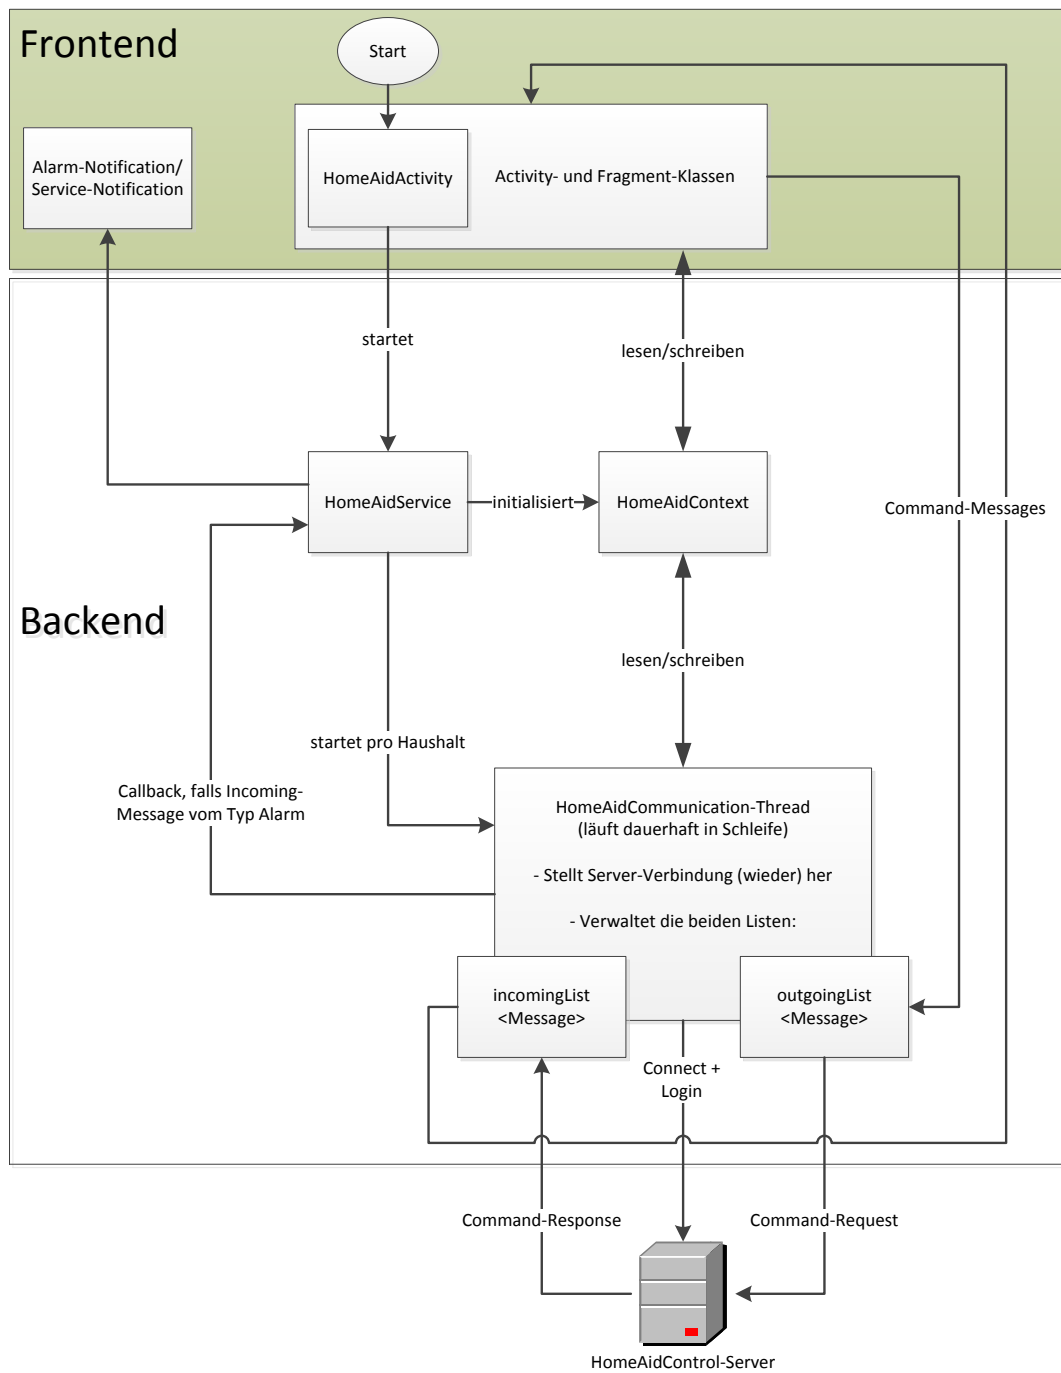 Frontend
Start
Alarm-Notification/
Service-Notification
HomeAidActivity
Activity- und Fragment-Klassen
startet
lesen/schreiben
HomeAidService
initialisiert
HomeAidContext
Command-Messages
Backend
lesen/schreiben
startet pro Haushalt
Callback, falls Incoming-
Message vom Typ Alarm
HomeAidCommunication-Thread
(läuft dauerhaft in Schleife)
- Stellt Server-Verbindung (wieder) her
- Verwaltet die beiden Listen:
incomingList
<Message>
outgoingList
<Message>
Connect +
Login
Command-Response
Command-Request
HomeAidControl-Server